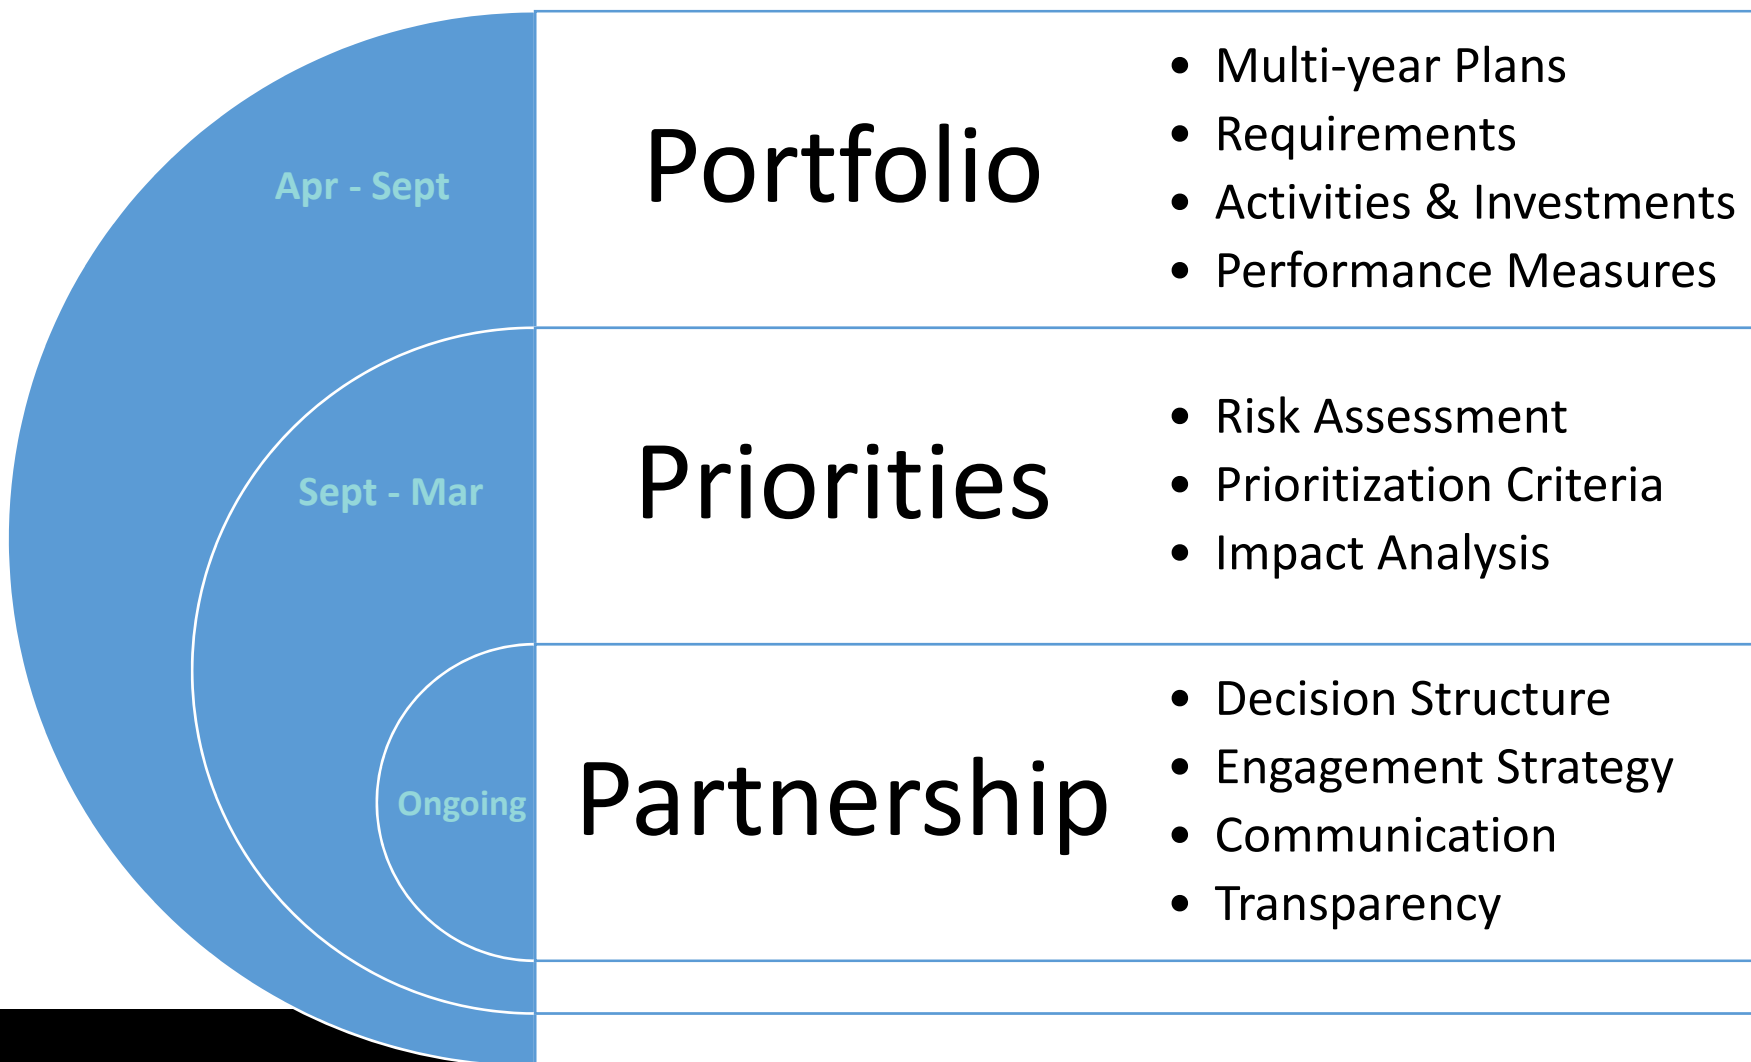 Apr - Sept
Portfolio
• Multi-year Plans
• Requirements
• Activities & Investments
• Performance Measures
Sept - Mar
Priorities
• Risk Assessment
• Prioritization Criteria
• Impact Analysis
Ongoing
Partnership
• Decision Structure
• Engagement Strategy
• Communication
• Transparency